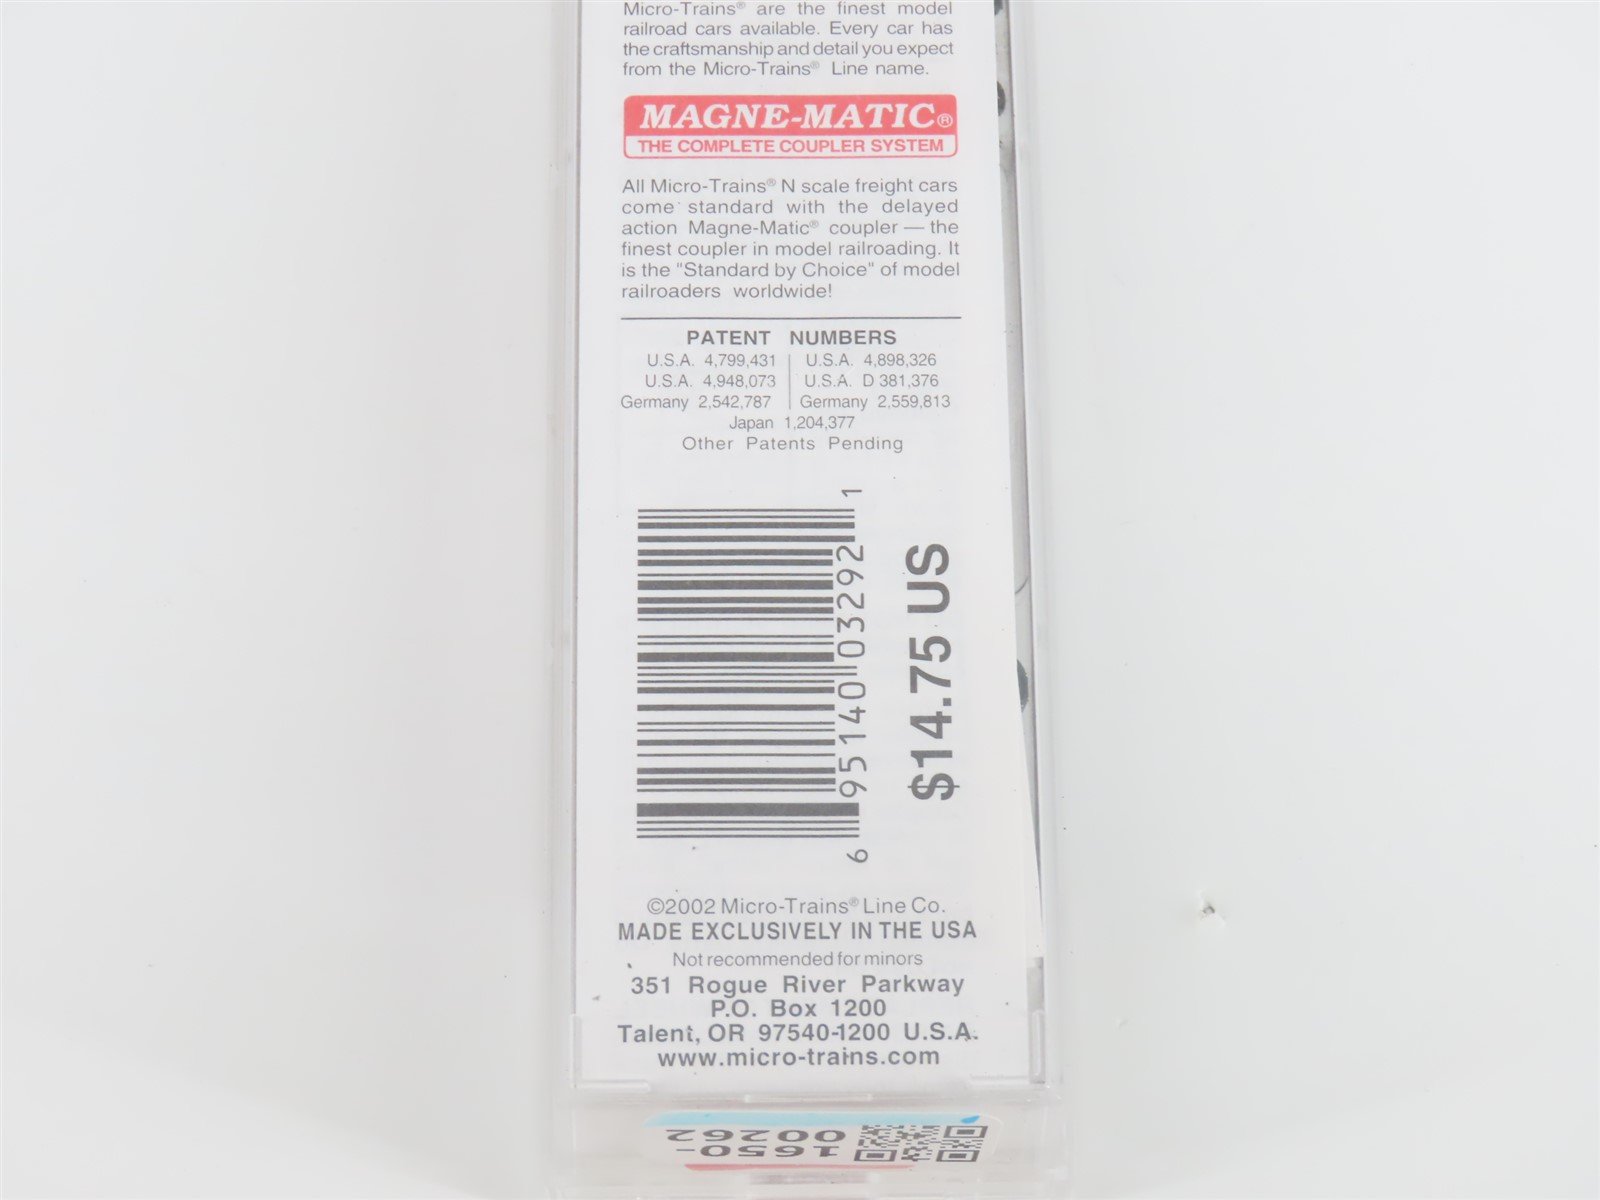 Micro-Trains® are the finest model
railroad cars available. Every car has
the craftsmanship and detail you expect
from the Micro-Trains® Line name.
MAGNE-MATIC®
THE COMPLETE COUPLER SYSTEM
All Micro-Trains® N scale freight cars
come standard with the delayed
action Magne-Matic® coupler — the
finest coupler in model railroading. It
is the "Standard by Choice" of model
railroaders worldwide!
PATENT NUMBERS
U.S.A. 4,799,431 | U.S.A. 4,898,326
U.S.A. 4,948,073 | U.S.A. D 381,376
Germany 2,542,787 | Germany 2,559,813
Japan 1,204,377
Other Patents Pending
6 95140 03292 1
$14.75 US
©2002 Micro-Trains® Line Co.
MADE EXCLUSIVELY IN THE USA
Not recommended for minors
351 Rogue River Parkway
P.O. Box 1200
Talent, OR 97540-1200 U.S.A.
www.micro-trains.com
1650-
00262